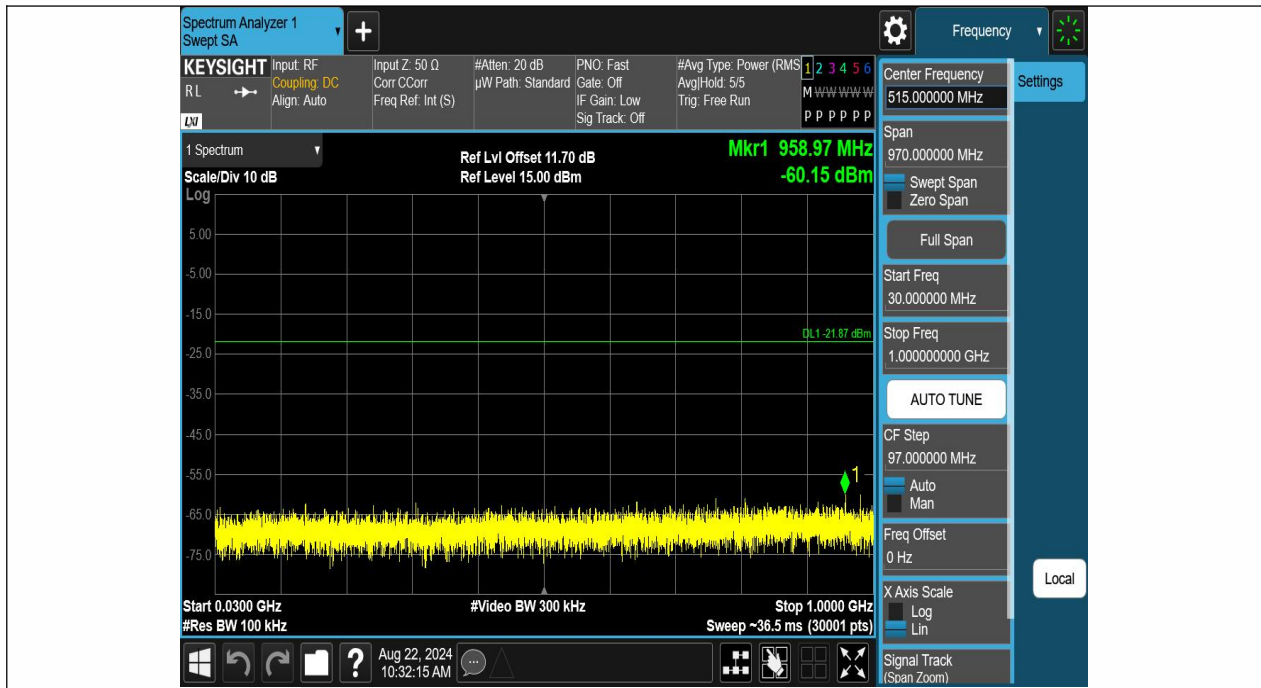 Spectrum Analyzer 1
Swept SA
+
Frequency
KEYSIGHT
R L
LXI
Input: RF
Coupling: DC
Align: Auto
Input Z: 50 Ω
Corr CCorr
Freq Ref: Int (S)
#Atten: 20 dB
µW Path: Standard
PNO: Fast
Gate: Off
IF Gain: Low
Sig Track: Off
#Avg Type: Power (RMS
Avg|Hold: 5/5
Trig: Free Run
1 2 3 4 5 6
M W W W W W
P P P P P P
1 Spectrum
Scale/Div 10 dB
Log
Ref Lvl Offset 11.70 dB
Ref Level 15.00 dBm
Mkr1 958.97 MHz
-60.15 dBm
5.00
-5.00
-15.0
DL1 -21.87 dBm
-25.0
-35.0
-45.0
-55.0
1
-65.0
-75.0
Start 0.0300 GHz
#Res BW 100 kHz
#Video BW 300 kHz
Stop 1.0000 GHz
Sweep ~36.5 ms (30001 pts)
Center Frequency
515.000000 MHz
Settings
Span
970.000000 MHz
Swept Span
Zero Span
Full Span
Start Freq
30.000000 MHz
Stop Freq
1.000000000 GHz
AUTO TUNE
CF Step
97.000000 MHz
Auto
Man
Freq Offset
0 Hz
X Axis Scale
Log
Lin
Local
Signal Track
(Span Zoom)
?
Aug 22, 2024
10:32:15 AM